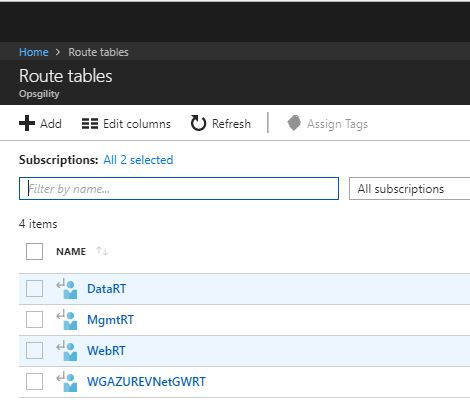 Home > Route tables
Route tables
Opsgility
Add Edit columns Refresh Assign Tags
Subscriptions: All 2 selected
Filter by name... All subscriptions
4 items
NAME
DataRT
MgmtRT
WebRT
WGAZUREVNetGWRT